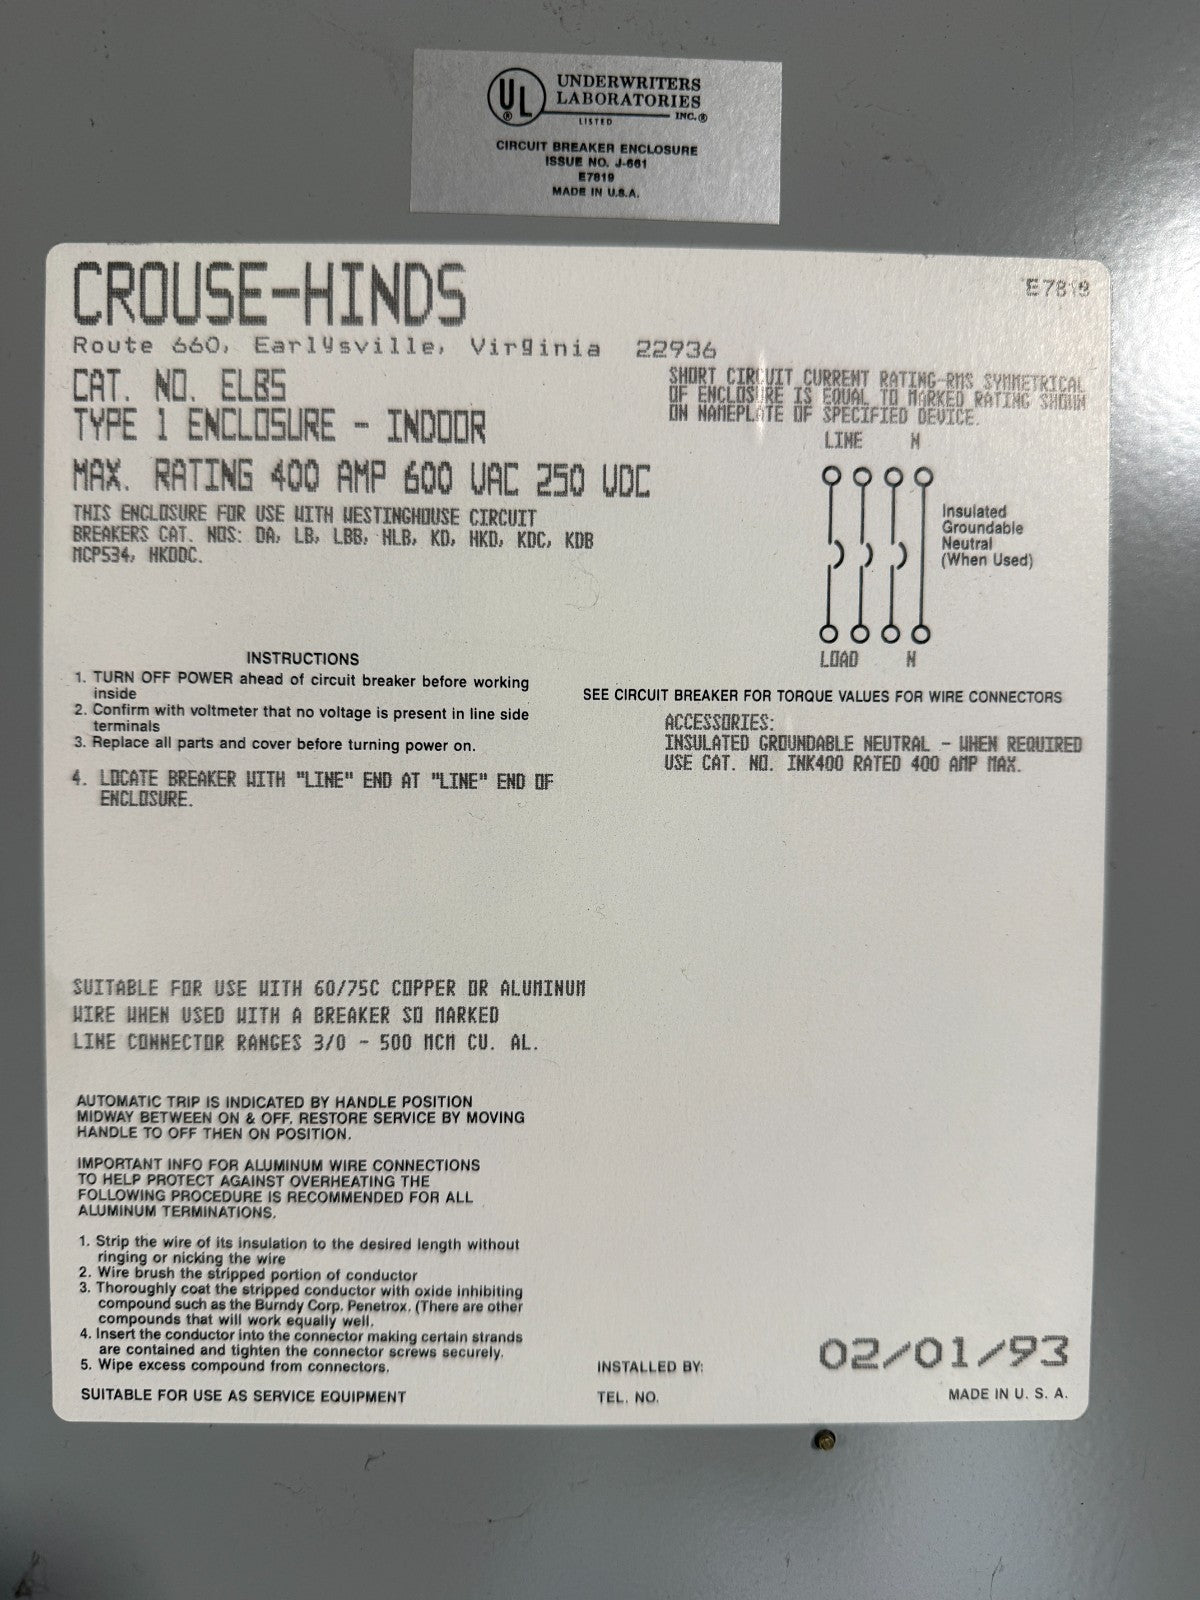 UL
®
UNDERWRITERS
LABORATORIES
INC.®
LISTED
CIRCUIT BREAKER ENCLOSURE
ISSUE NO. J-661
E7819
MADE IN U.S.A.
CROUSE-HINDS
E7819
Route 660, Earlysville, Virginia 22936
CAT. NO. ELB5
TYPE 1 ENCLOSURE - INDOOR
MAX. RATING 400 AMP 600 VAC 250 VDC
THIS ENCLOSURE FOR USE WITH WESTINGHOUSE CIRCUIT
BREAKERS CAT. NOS: DA, LB, LBB, HLB, KD, HKD, KDC, KDB
MCP534, HKDDC.
SHORT CIRCUIT CURRENT RATING-RMS SYMMETRICAL
OF ENCLOSURE IS EQUAL TO MARKED RATING SHOWN
ON NAMEPLATE OF SPECIFIED DEVICE.
LINE N
Insulated
Groundable
Neutral
(When Used)
LOAD N
INSTRUCTIONS
1. TURN OFF POWER ahead of circuit breaker before working
inside
2. Confirm with voltmeter that no voltage is present in line side
terminals
3. Replace all parts and cover before turning power on.
4. LOCATE BREAKER WITH "LINE" END AT "LINE" END OF
ENCLOSURE.
SEE CIRCUIT BREAKER FOR TORQUE VALUES FOR WIRE CONNECTORS
ACCESSORIES:
INSULATED GROUNDABLE NEUTRAL - WHEN REQUIRED
USE CAT. NO. INK400 RATED 400 AMP MAX.
SUITABLE FOR USE WITH 60/75C COPPER OR ALUMINUM
WIRE WHEN USED WITH A BREAKER SO MARKED
LINE CONNECTOR RANGES 3/0 - 500 MCM CU. AL.
AUTOMATIC TRIP IS INDICATED BY HANDLE POSITION
MIDWAY BETWEEN ON & OFF. RESTORE SERVICE BY MOVING
HANDLE TO OFF THEN ON POSITION.
IMPORTANT INFO FOR ALUMINUM WIRE CONNECTIONS
TO HELP PROTECT AGAINST OVERHEATING THE
FOLLOWING PROCEDURE IS RECOMMENDED FOR ALL
ALUMINUM TERMINATIONS.
1. Strip the wire of its insulation to the desired length without
ringing or nicking the wire
2. Wire brush the stripped portion of conductor
3. Thoroughly coat the stripped conductor with oxide inhibiting
compound such as the Burndy Corp. Penetrox. (There are other
compounds that will work equally well.
4. Insert the conductor into the connector making certain strands
are contained and tighten the connector screws securely.
5. Wipe excess compound from connectors.
SUITABLE FOR USE AS SERVICE EQUIPMENT
INSTALLED BY:
TEL. NO.
02/01/93
MADE IN U. S. A.